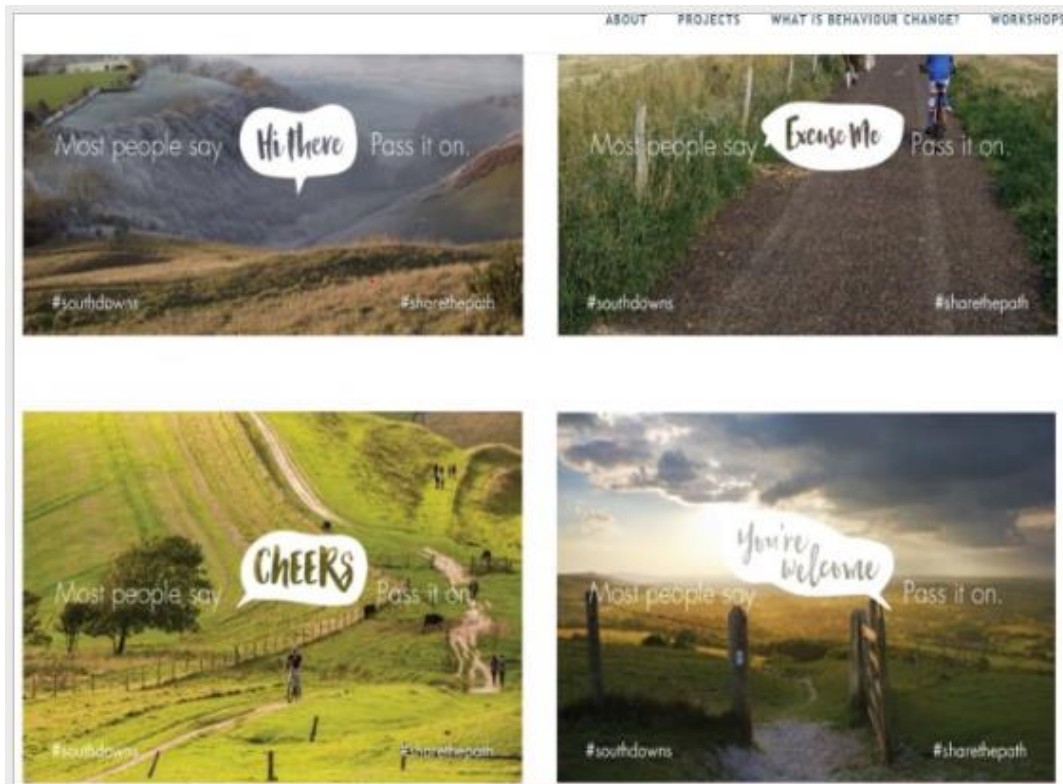 ABOUT PROJECTS WHAT IS BEHAVIOUR CHANGE? WORKSHOPS
Most people say Hi there Pass it on.
#southdowns #sharethepath
Most people say Excuse Me Pass it on.
#southdowns #sharethepath
Most people say CHEERS Pass it on.
#southdowns #sharethepath
Most people say You're welcome Pass it on.
#southdowns #sharethepath